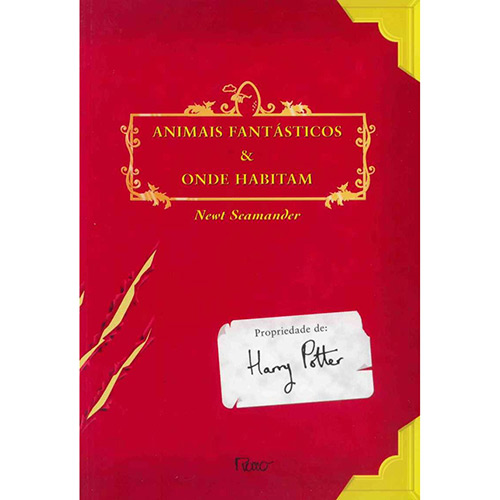 ANIMAIS FANTÁSTICOS
&
ONDE HABITAM
Newt Scamander
Propriedade de:
Harry Potter
Rocco